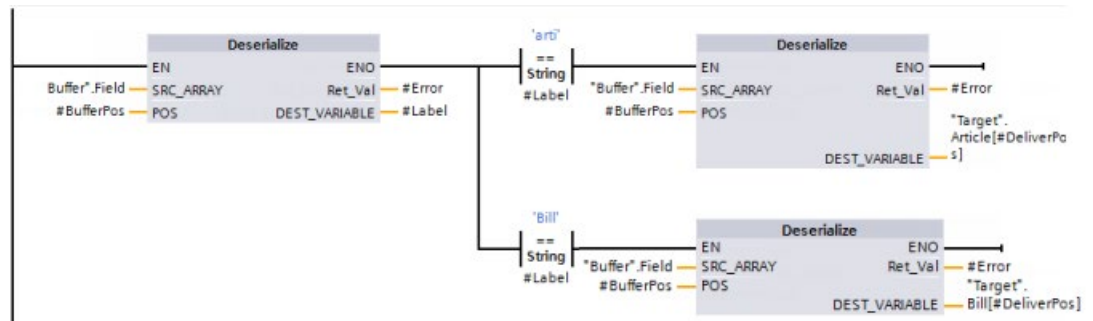 Deserialize
EN ENO
Buffer".Field SRC_ARRAY Ret_Val #Error
#BufferPos POS DEST_VARIABLE #Label
'arti'
==
String
#Label
Deserialize
EN ENO
"Buffer".Field SRC_ARRAY Ret_Val #Error
#BufferPos POS
"Target".
Article[#DeliverPo
DEST_VARIABLE s]
'Bill'
==
String
#Label
Deserialize
EN ENO
"Buffer".Field SRC_ARRAY Ret_Val #Error
#BufferPos POS "Target".
DEST_VARIABLE Bill[#DeliverPos]